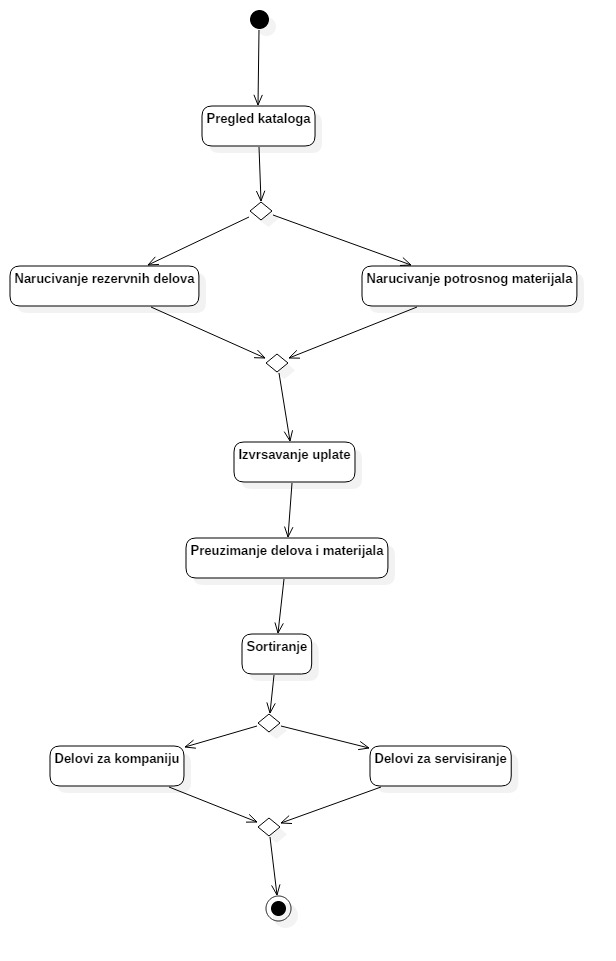 Pregled kataloga
Narucivanje rezervnih delova
Narucivanje potrosnog materijala
Izvrsavanje uplate
Preuzimanje delova i materijala
Sortiranje
Delovi za kompaniju
Delovi za servisiranje